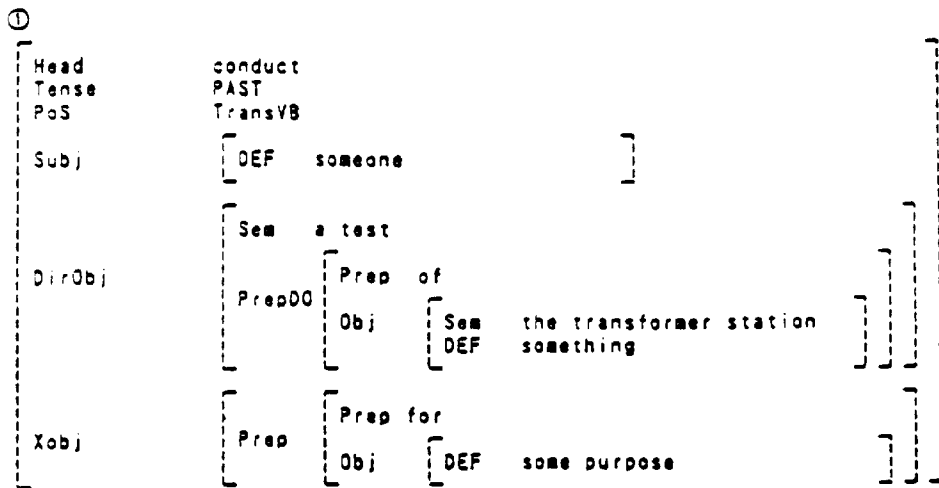 ①
Head conduct
Tense PAST
PoS TransVB
Subj DEF someone
Sem a test
DirObj
Prep of
PrepDO
Obj Sem the transformer station
DEF something
Prep for
Xobj Prep
Obj DEF some purpose